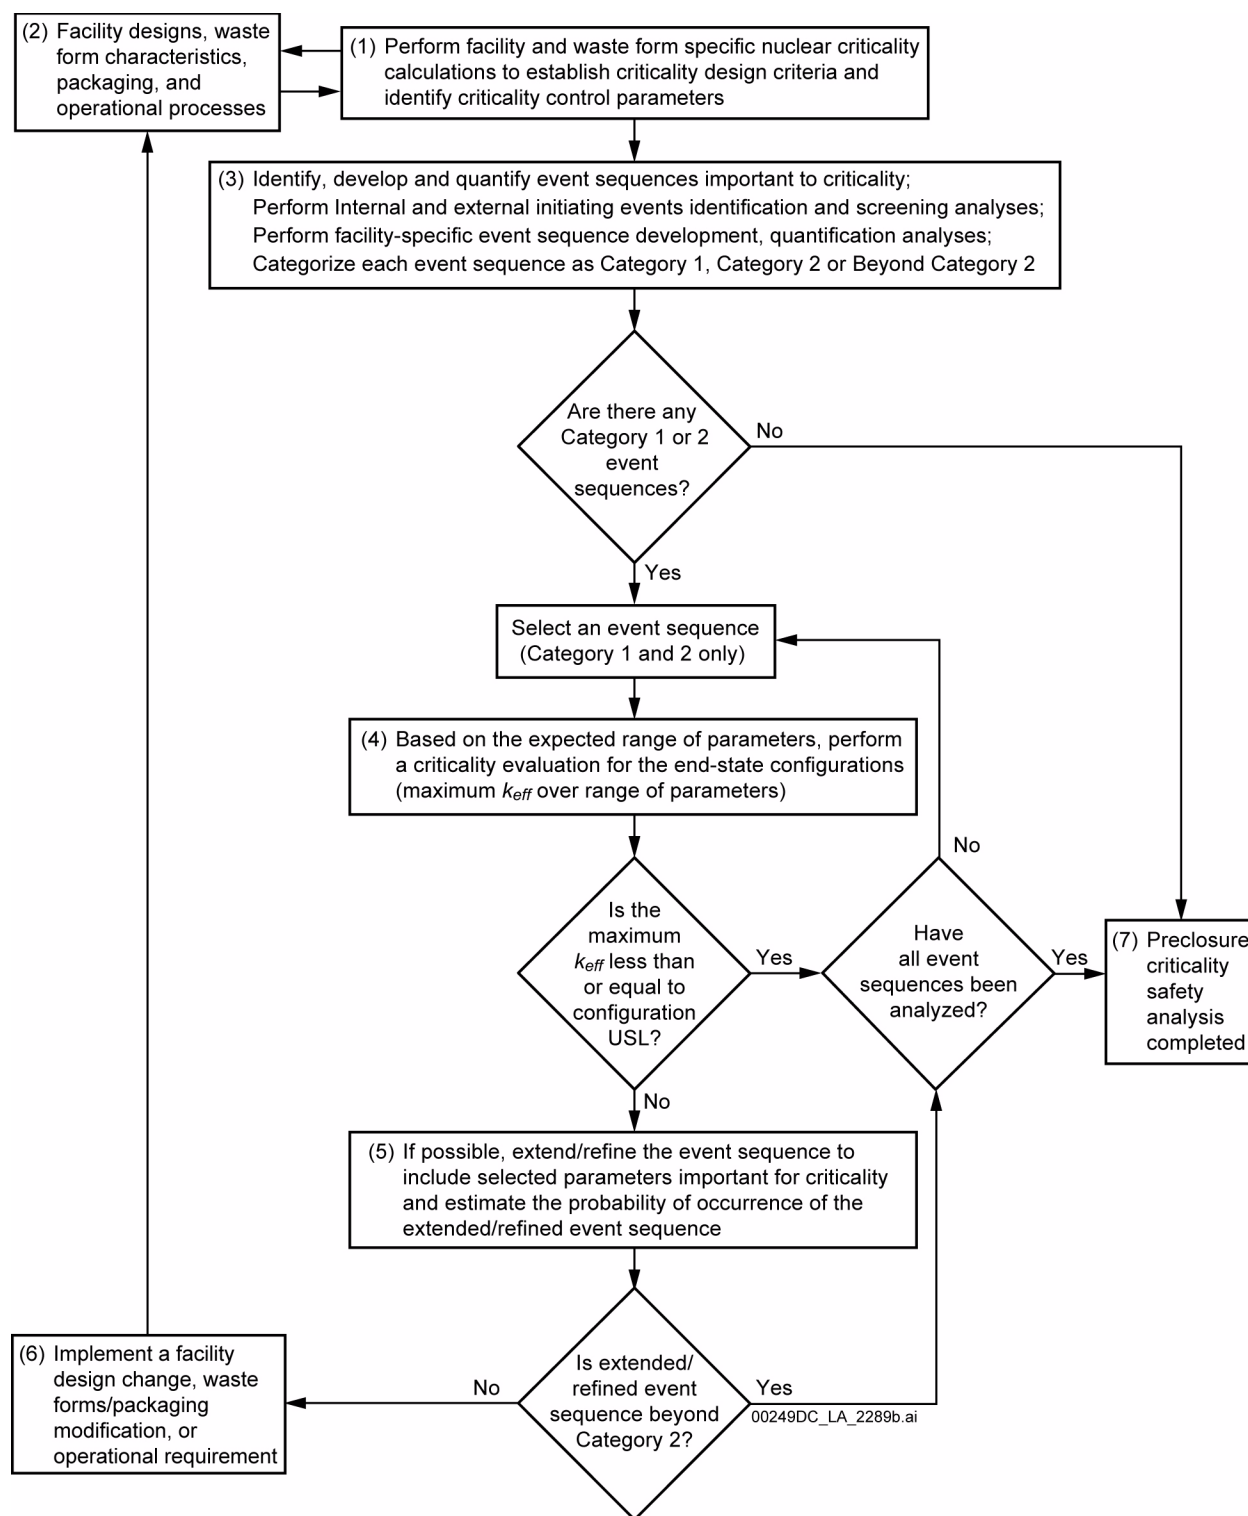 (2) Facility designs, waste
form characteristics,
packaging, and
operational processes
(1) Perform facility and waste form specific nuclear criticality
calculations to establish criticality design criteria and
identify criticality control parameters
(3) Identify, develop and quantify event sequences important to criticality;
Perform Internal and external initiating events identification and screening analyses;
Perform facility-specific event sequence development, quantification analyses;
Categorize each event sequence as Category 1, Category 2 or Beyond Category 2
Are there any
Category 1 or 2
event
sequences?
No
Yes
Select an event sequence
(Category 1 and 2 only)
(4) Based on the expected range of parameters, perform
a criticality evaluation for the end-state configurations
(maximum keff over range of parameters)
No
Is the
maximum
keff less than
or equal to
configuration
USL?
Yes
Have
all event
sequences been
analyzed?
Yes
(7) Preclosure
criticality
safety
analysis
completed
No
(5) If possible, extend/refine the event sequence to
include selected parameters important for criticality
and estimate the probability of occurrence of the
extended/refined event sequence
(6) Implement a facility
design change, waste
forms/packaging
modification, or
operational requirement
No
Is extended/
refined event
sequence beyond
Category 2?
Yes
00249DC_LA_2289b.ai